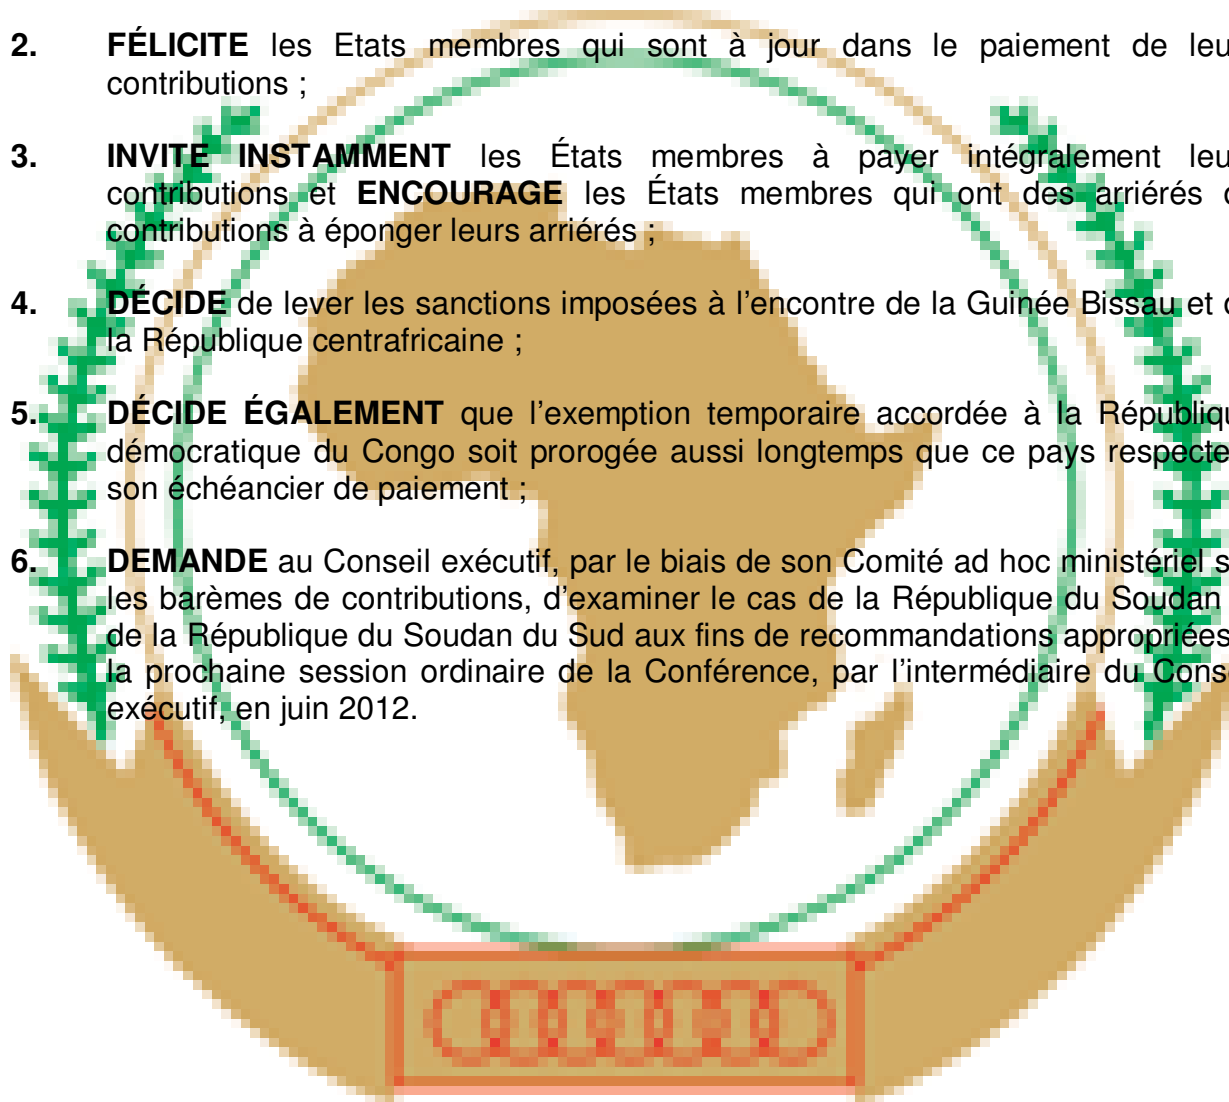 2. FÉLICITE les Etats membres qui sont à jour dans le paiement de leu
contributions ;
3. INVITE INSTAMMENT les États membres à payer intégralement leu
contributions et ENCOURAGE les États membres qui ont des arriérés d
contributions à éponger leurs arriérés ;
4. DÉCIDE de lever les sanctions imposées à l’encontre de la Guinée Bissau et d
la République centrafricaine ;
5. DÉCIDE ÉGALEMENT que l’exemption temporaire accordée à la Républiqu
démocratique du Congo soit prorogée aussi longtemps que ce pays respecte
son échéancier de paiement ;
6. DEMANDE au Conseil exécutif, par le biais de son Comité ad hoc ministériel s
les barèmes de contributions, d’examiner le cas de la République du Soudan
de la République du Soudan du Sud aux fins de recommandations appropriées
la prochaine session ordinaire de la Conférence, par l’intermédiaire du Conse
exécutif, en juin 2012.